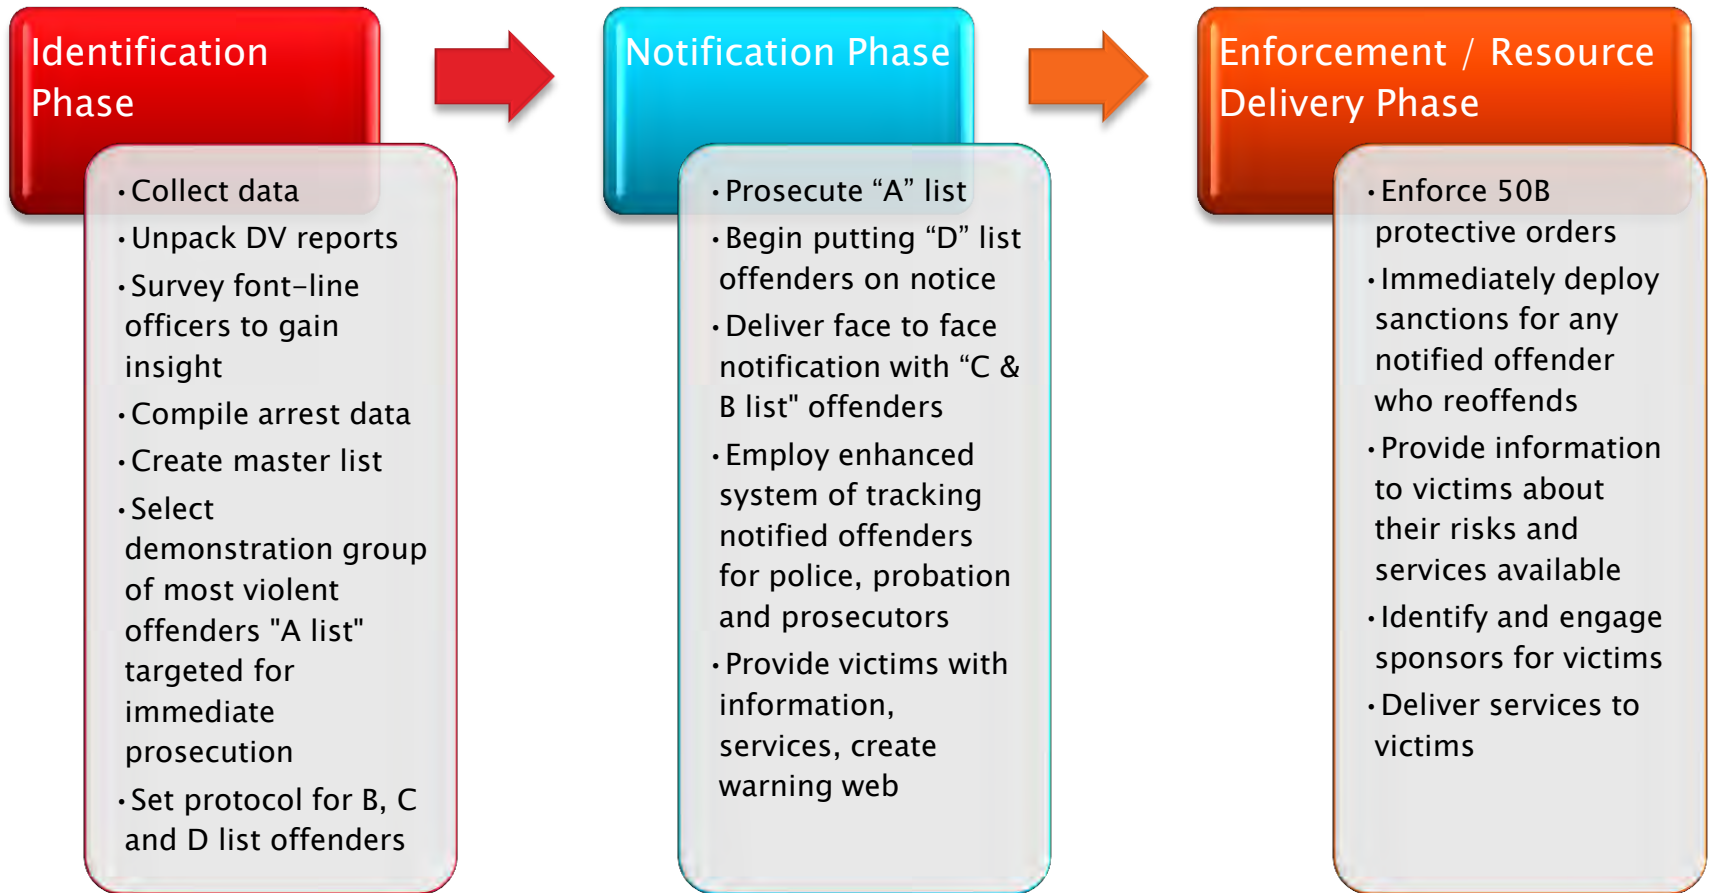 Identification
Phase
·Collect data
·Unpack DV reports
·Survey font-line
officers to gain
insight
·Compile arrest data
·Create master list
·Select
demonstration group
of most violent
offenders "A list"
targeted for
immediate
prosecution
·Set protocol for B, C
and D list offenders
Notification Phase
·Prosecute “A” list
·Begin putting “D” list
offenders on notice
·Deliver face to face
notification with “C &
B list" offenders
·Employ enhanced
system of tracking
notified offenders
for police, probation
and prosecutors
·Provide victims with
information,
services, create
warning web
Enforcement / Resource
Delivery Phase
·Enforce 50B
protective orders
·Immediately deploy
sanctions for any
notified offender
who reoffends
·Provide information
to victims about
their risks and
services available
·Identify and engage
sponsors for victims
·Deliver services to
victims